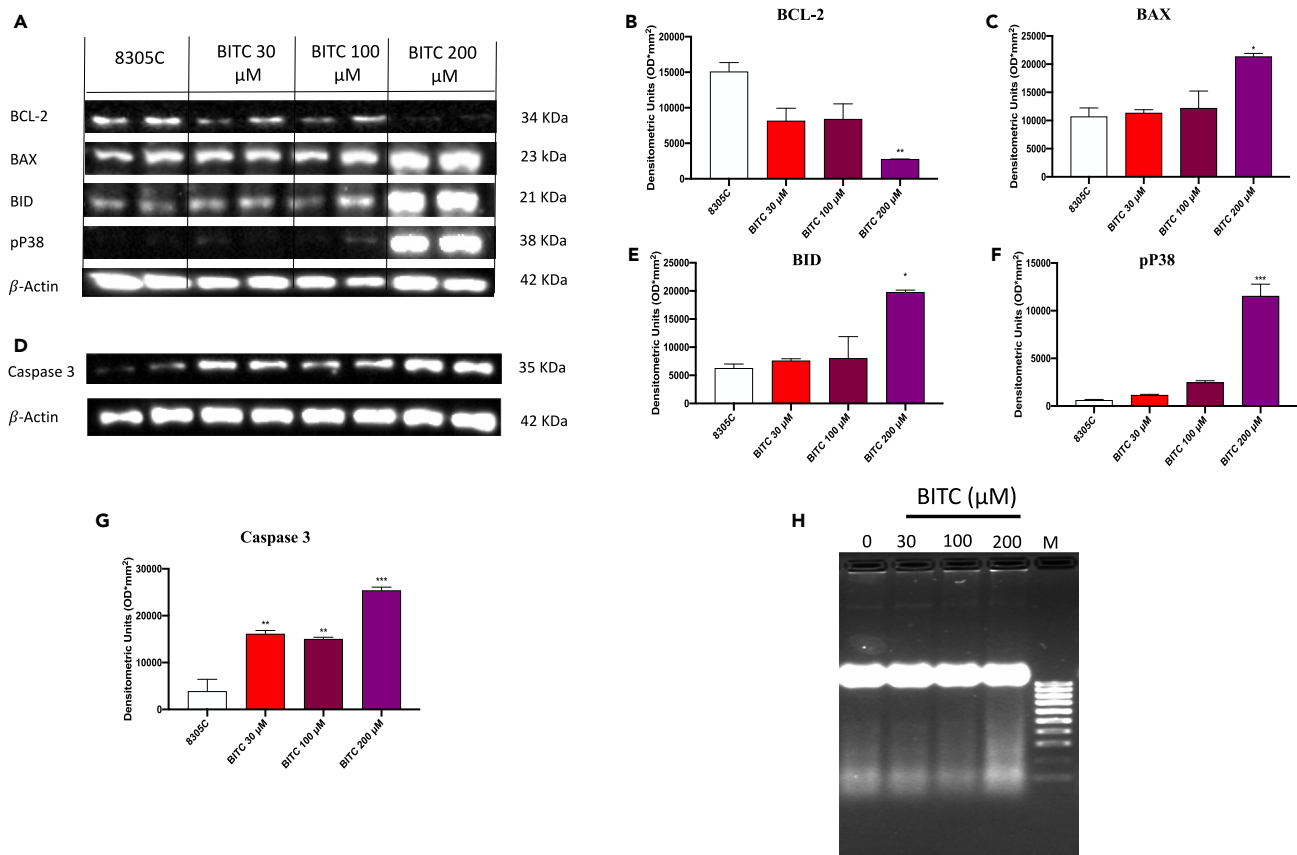 A
8305C
BITC 30
μM
BITC 100
μM
BITC 200
μM
BCL-2
34 KDa
BAX
23 kDa
BID
21 KDa
pP38
38 KDa
β-Actin
42 KDa
D
Caspase 3
35 KDa
β-Actin
42 KDa
B
BCL-2
Densitometric Units (OD*mm²)
20000
15000
10000
5000
0
**
8305C
BITC 30 μM
BITC 100 μM
BITC 200 μM
C
BAX
Densitometric Units (OD*mm²)
25000
20000
15000
10000
5000
0
*
8305C
BITC 30 μM
BITC 100 μM
BITC 200 μM
E
BID
Densitometric Units (OD*mm²)
25000
20000
15000
10000
5000
0
*
8305C
BITC 30 μM
BITC 100 μM
BITC 200 μM
F
pP38
Densitometric Units (OD*mm²)
15000
10000
5000
0
***
8305C
BITC 30 μM
BITC 100 μM
BITC 200 μM
G
Caspase 3
Densitometric Units (OD*mm²)
30000
20000
10000
0
**
**
***
8305C
BITC 30 μM
BITC 100 μM
BITC 200 μM
H
BITC (μM)
0 30 100 200 M